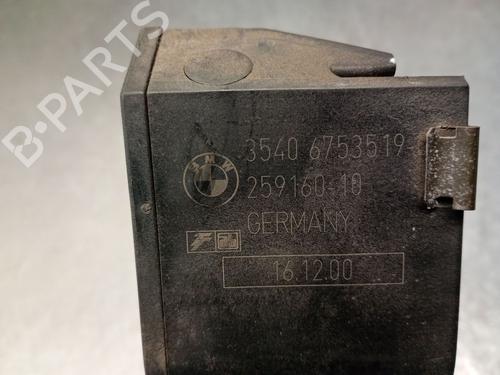 B-PARTS
BMW
3540 6753519
259160-10
GERMANY
16.12.00